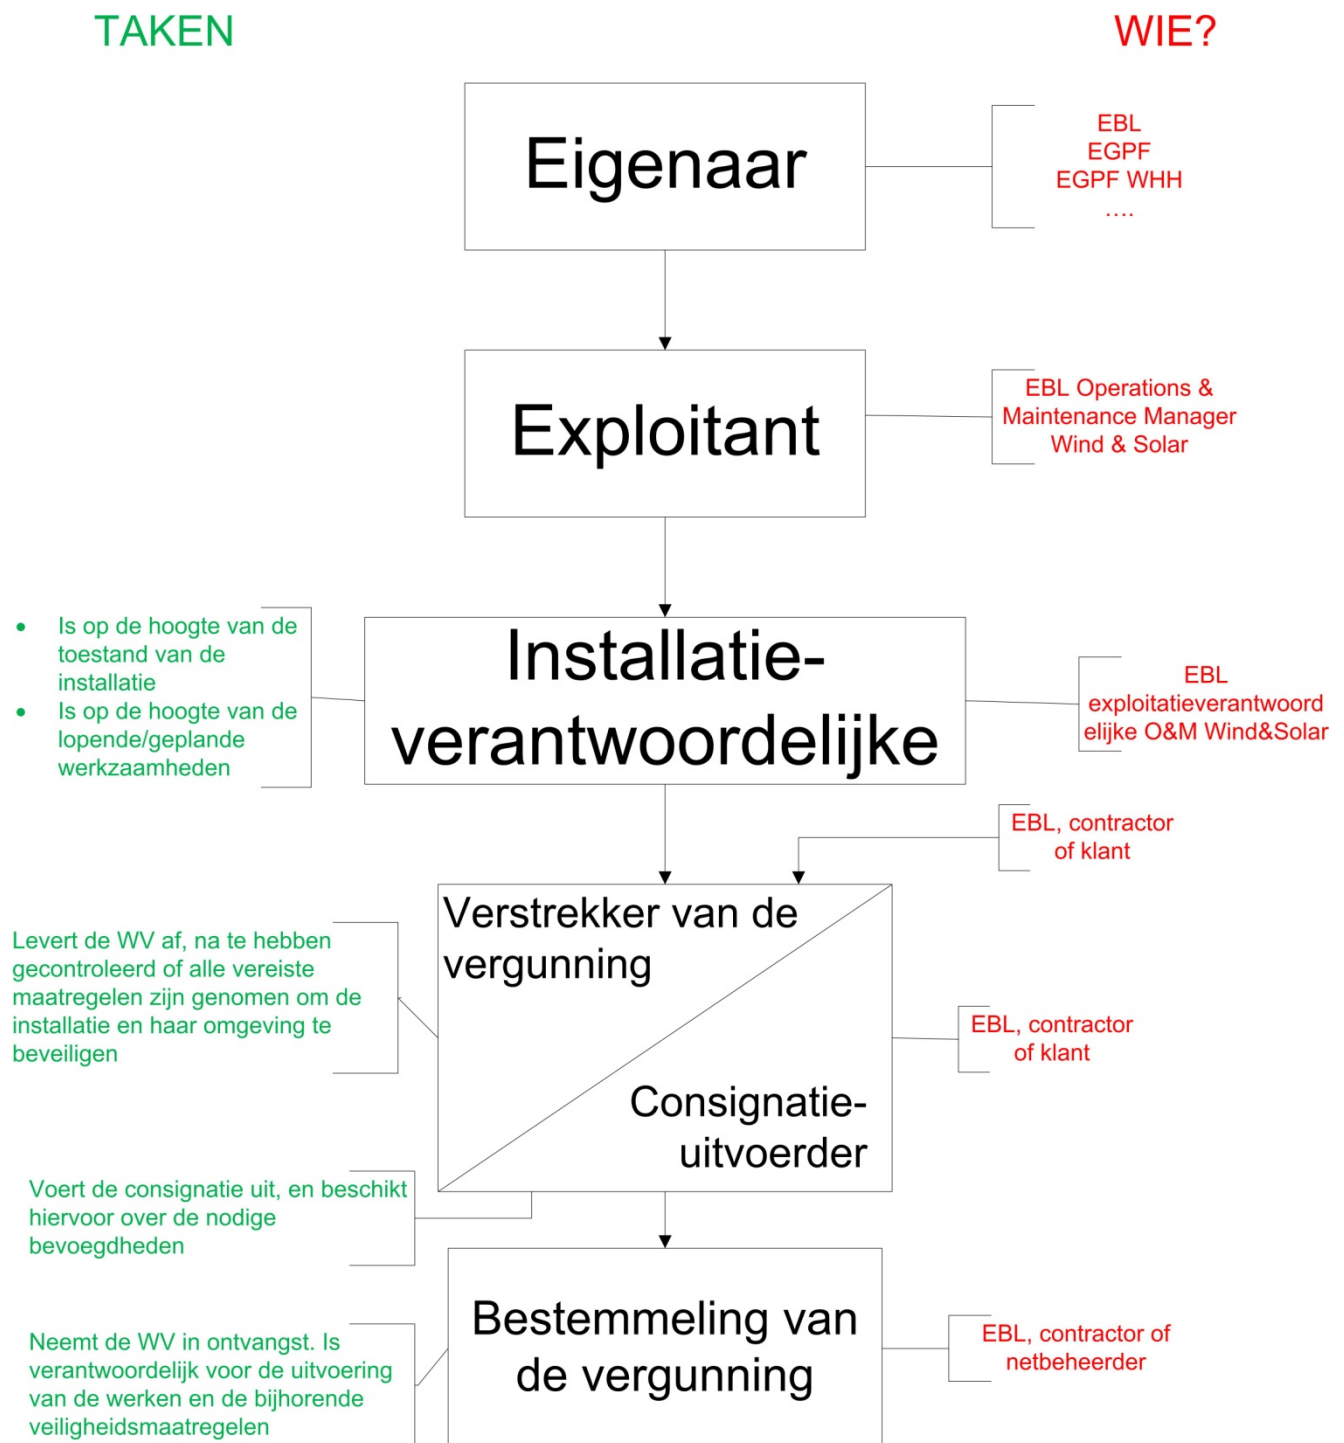 TAKEN
WIE?
Eigenaar
EBL
EGPF
EGPF WHH
....
Exploitant
EBL Operations &
Maintenance Manager
Wind & Solar
• Is op de hoogte van de
toestand van de
installatie
• Is op de hoogte van de
lopende/geplande
werkzaamheden
Installatie-
verantwoordelijke
EBL
exploitatieverantwoord
elijke O&M Wind&Solar
EBL, contractor
of klant
Verstrekker van de
vergunning
Levert de WV af, na te hebben
gecontroleerd of alle vereiste
maatregelen zijn genomen om de
installatie en haar omgeving te
beveiligen
EBL, contractor
of klant
Consignatie-
uitvoerder
Voert de consignatie uit, en beschikt
hiervoor over de nodige
bevoegdheden
Bestemmeling van
de vergunning
EBL, contractor of
netbeheerder
Neemt de WV in ontvangst. Is
verantwoordelijk voor de uitvoering
van de werken en de bijhorende
veiligheidsmaatregelen